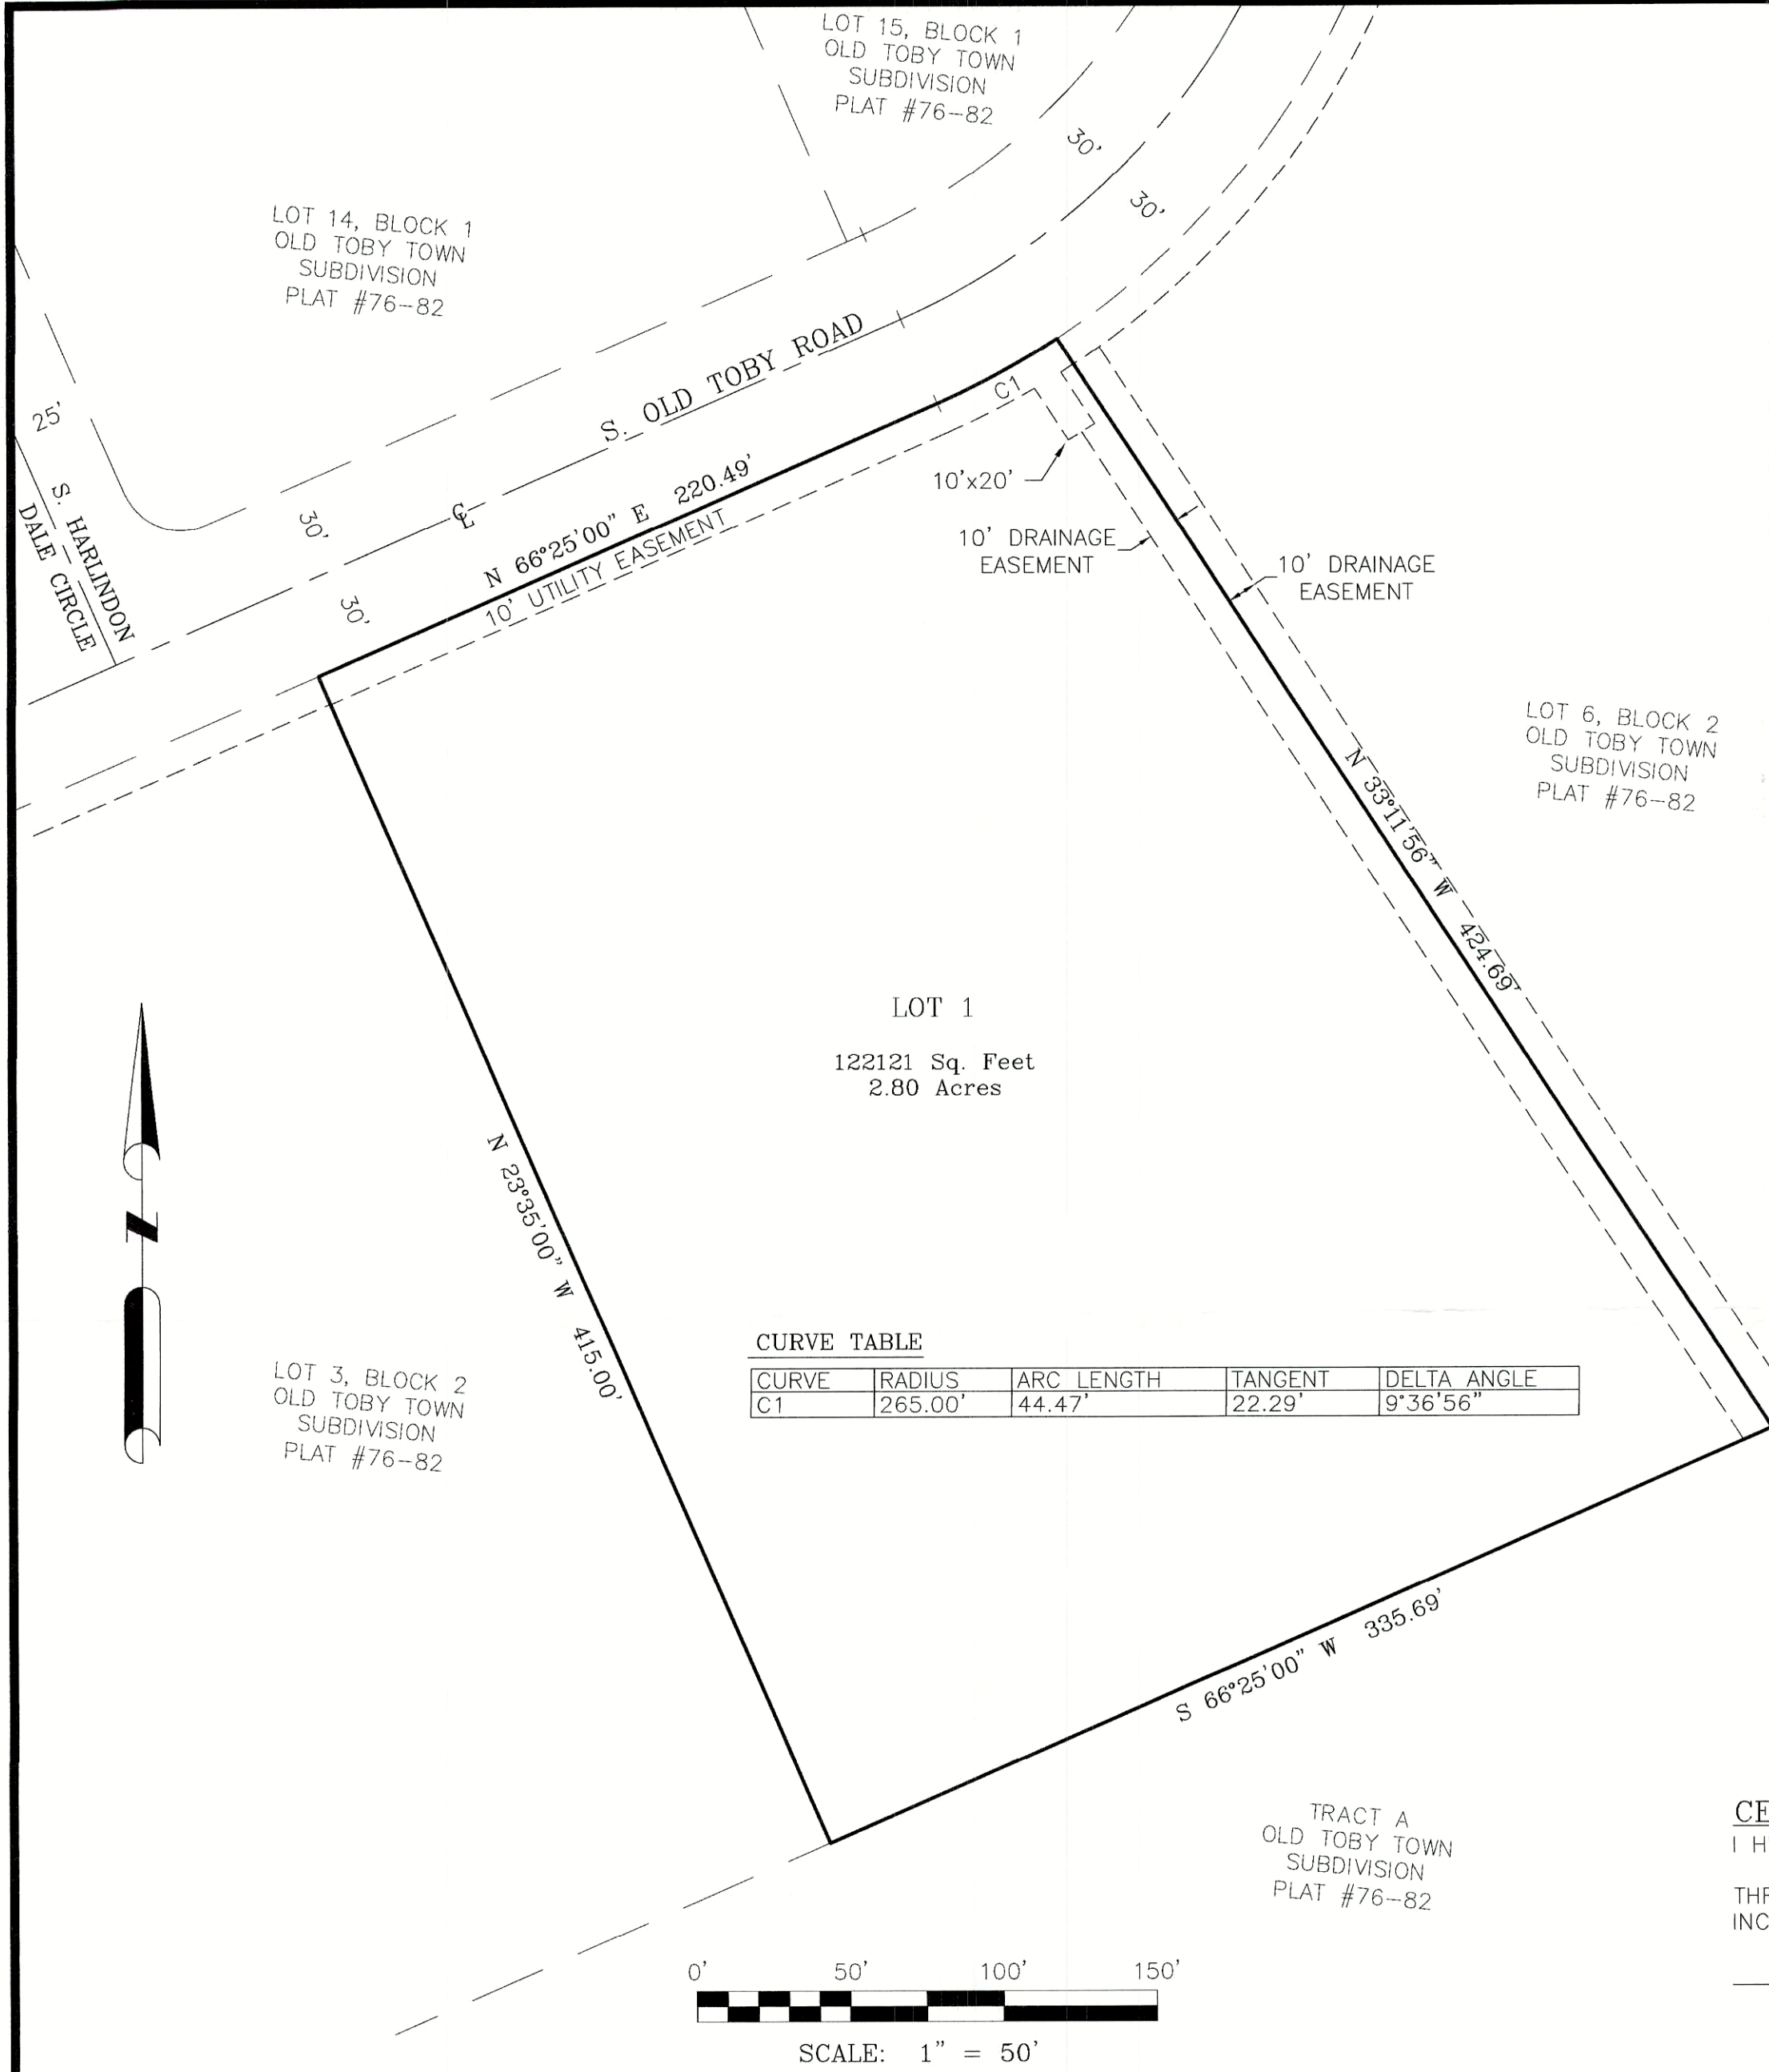 LOT 15, BLOCK 1
OLD TOBY TOWN
SUBDIVISION
PLAT #76-82
LOT 14, BLOCK 1
OLD TOBY TOWN
SUBDIVISION
PLAT #76-82
30'
30'
25'
S. HARLINDON
DALE CIRCLE
S. OLD TOBY ROAD
℄
30'
30'
N 66°25'00" E 220.49'
10' UTILITY EASEMENT
C1
10'x20'
10' DRAINAGE
EASEMENT
10' DRAINAGE
EASEMENT
LOT 6, BLOCK 2
OLD TOBY TOWN
SUBDIVISION
PLAT #76-82
N 33°11'56" W 424.69'
LOT 1
122121 Sq. Feet
2.80 Acres
N
N 23°35'00" W 415.00'
LOT 3, BLOCK 2
OLD TOBY TOWN
SUBDIVISION
PLAT #76-82
CURVE TABLE
CURVE RADIUS ARC LENGTH TANGENT DELTA ANGLE
C1 265.00' 44.47' 22.29' 9°36'56"
S 66°25'00" W 335.69'
TRACT A
OLD TOBY TOWN
SUBDIVISION
PLAT #76-82
CE
I H
THR
INC
0' 50' 100' 150'
SCALE: 1" = 50'